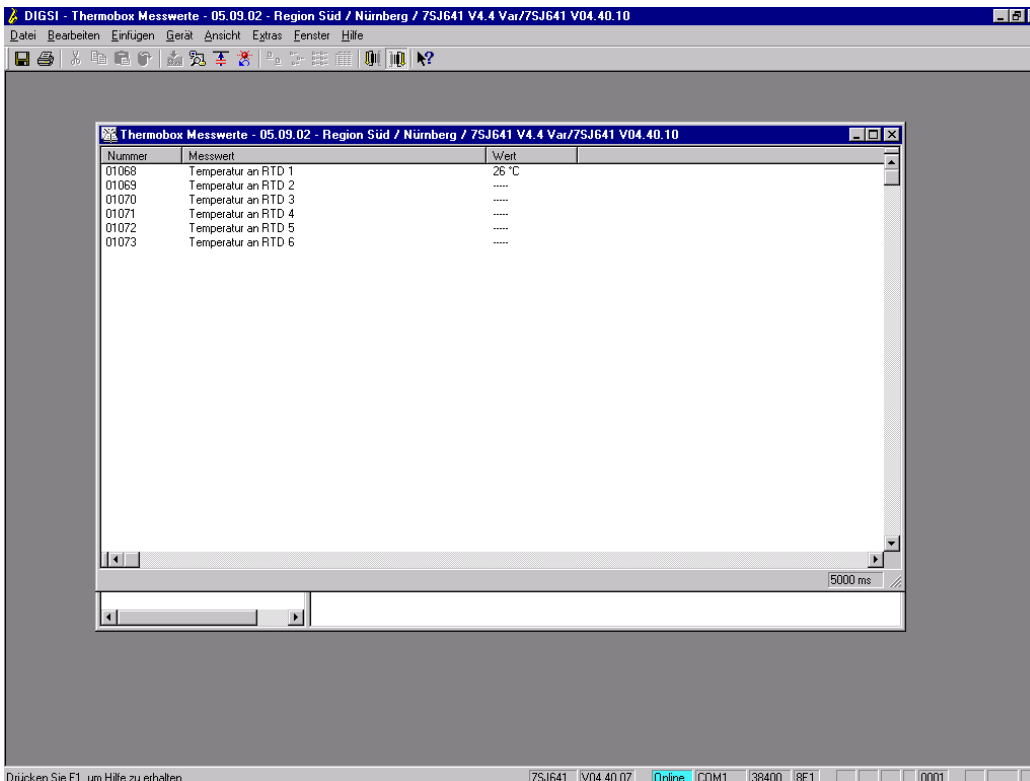 DIGSI - Thermobox Messwerte - 05.09.02 - Region Süd / Nürnberg / 7SJ641 V4.4 Var/7SJ641 V04.40.10
Datei Bearbeiten Einfügen Gerät Ansicht Extras Fenster Hilfe
Thermobox Messwerte - 05.09.02 - Region Süd / Nürnberg / 7SJ641 V4.4 Var/7SJ641 V04.40.10
Nummer Messwert Wert
01068 Temperatur an RTD 1 26 °C
01069 Temperatur an RTD 2 -----
01070 Temperatur an RTD 3 -----
01071 Temperatur an RTD 4 -----
01072 Temperatur an RTD 5 -----
01073 Temperatur an RTD 6 -----
5000 ms
Drücken Sie F1, um Hilfe zu erhalten. 7SJ641 V04.40.07 Online COM1 38400 8E1 0001